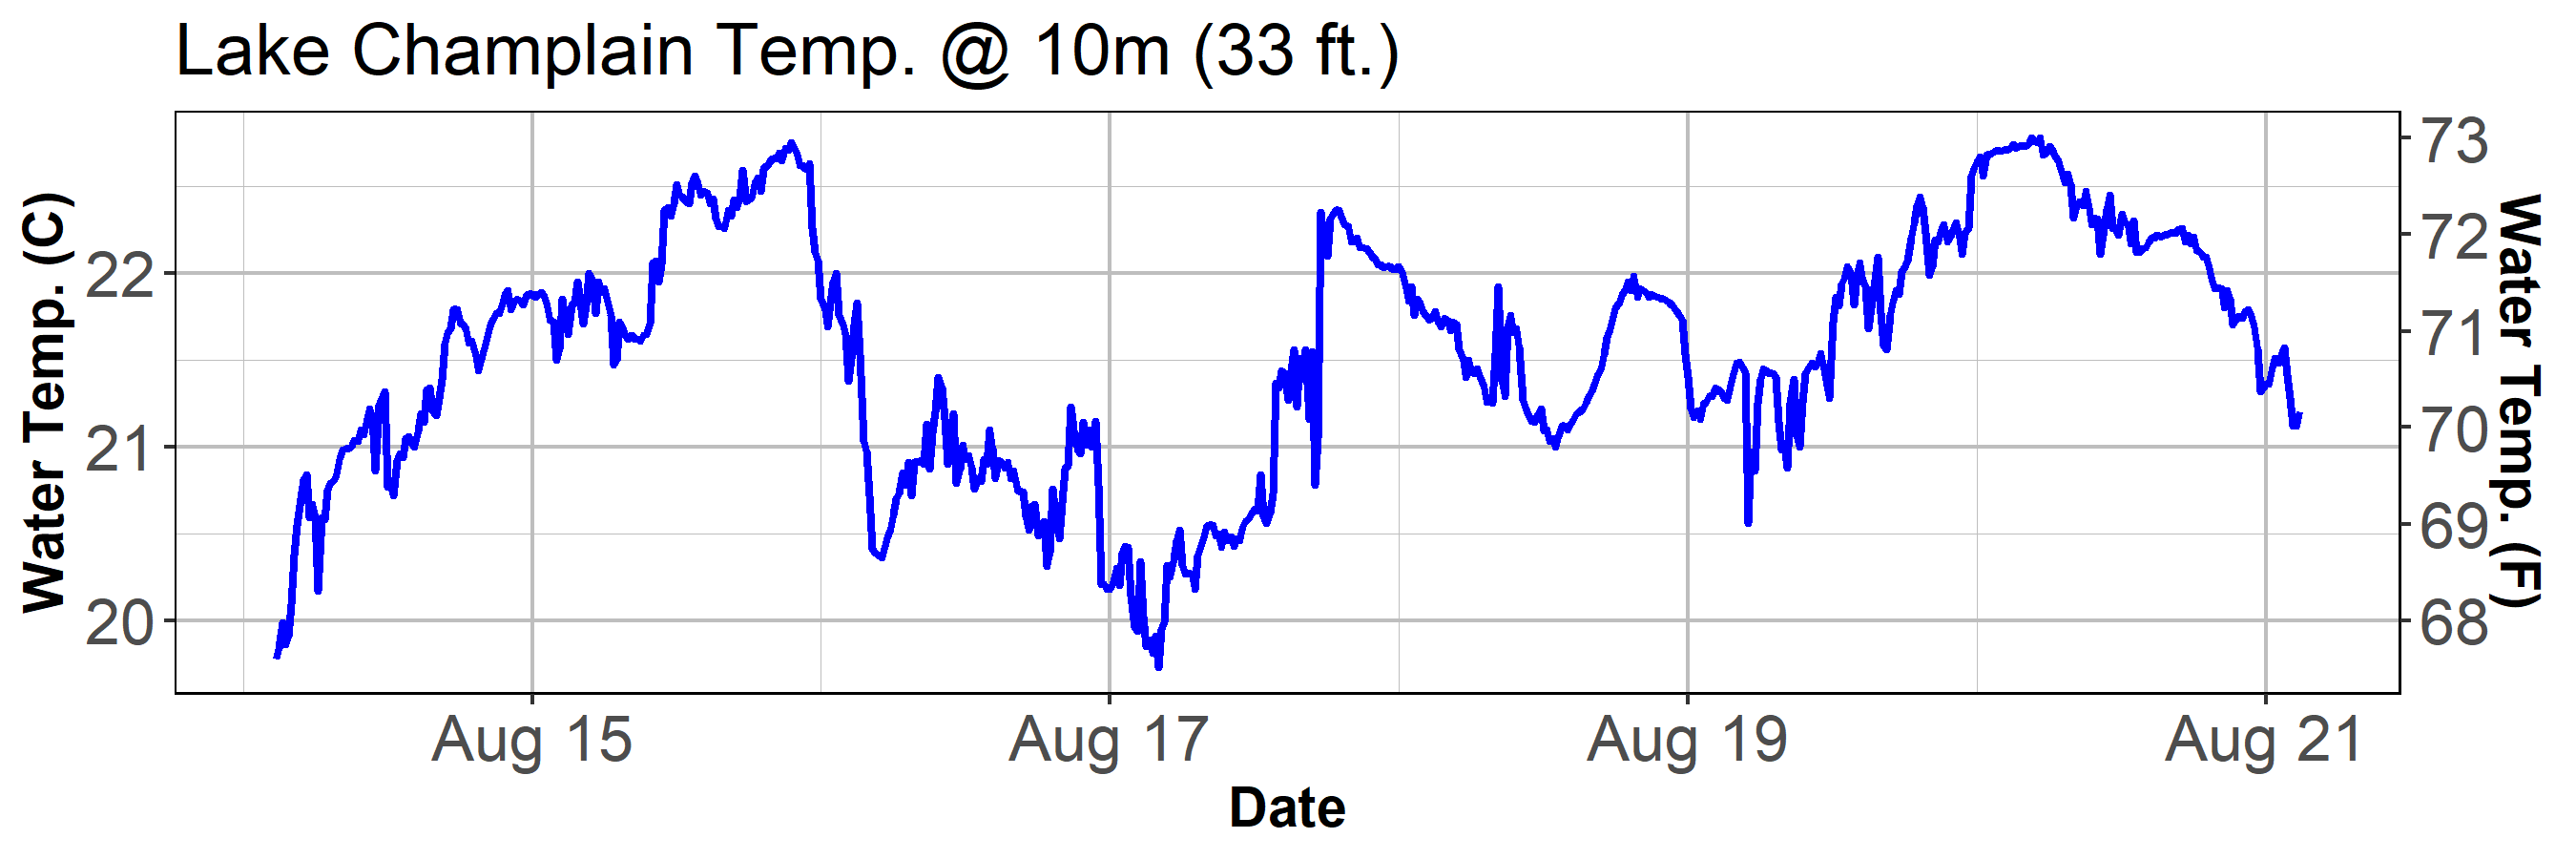 Lake Champlain Temp. @ 10m (33 ft.)
Water Temp. (C)
22
21
20
73
72
71
70
69
68
Water Temp. (F)
Aug 15
Aug 17
Aug 19
Aug 21
Date